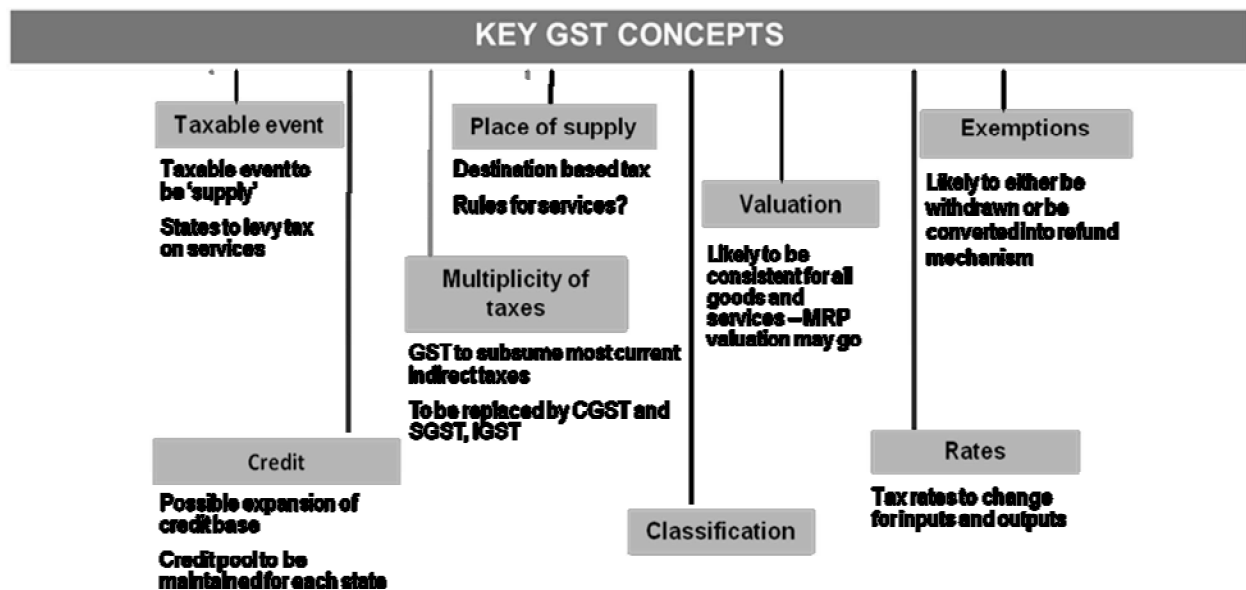 KEY GST CONCEPTS
Taxable event
Taxable event to
be ‘supply’
States to levy tax
on services
Place of supply
Destination based tax
Rules for services?
Exemptions
Likely to either be
withdrawn or be
converted into refund
mechanism
Valuation
Likely to be
consistent for all
goods and
services – MRP
valuation may go
Multiplicity of
taxes
GST to subsume most current
indirect taxes
To be replaced by CGST and
SGST, IGST
Credit
Possible expansion of
credit base
Credit pool to be
maintained for each state
Classification
Rates
Tax rates to change
for inputs and outputs